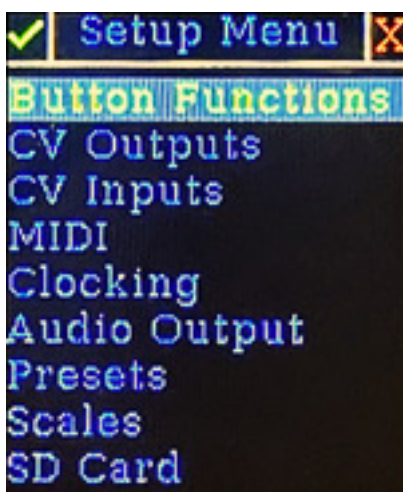 Setup Menu X
Button Functions
CV Outputs
CV Inputs
MIDI
Clocking
Audio Output
Presets
Scales
SD Card